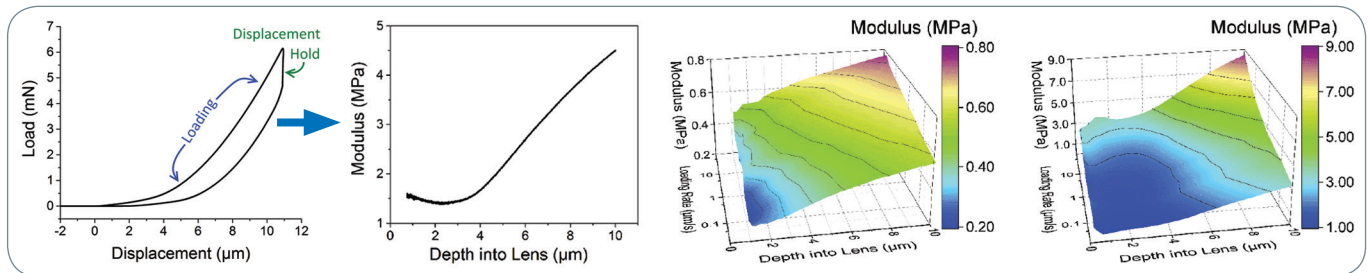 Load (mN)
7
6
5
4
3
2
1
0
-2 0 2 4 6 8 10 12
Displacement (μm)
Displacement
Hold
Loading
Modulus (MPa)
5
4
3
2
1
0 2 4 6 8 10
Depth into Lens (μm)
Modulus (MPa)
0.80
0.60
0.40
0.20
Modulus (MPa)
0.8
0.6
0.4
0.2
10
1
0.1
Loading Rate (μm/s)
0 2 4 6 8 10
Depth into Lens (μm)
Modulus (MPa)
9.00
7.00
5.00
3.00
1.00
Modulus (MPa)
9.0
7.0
5.0
3.0
1.0
10
1
0.1
Loading Rate (μm/s)
0 2 4 6 8 10
Depth into Lens (μm)